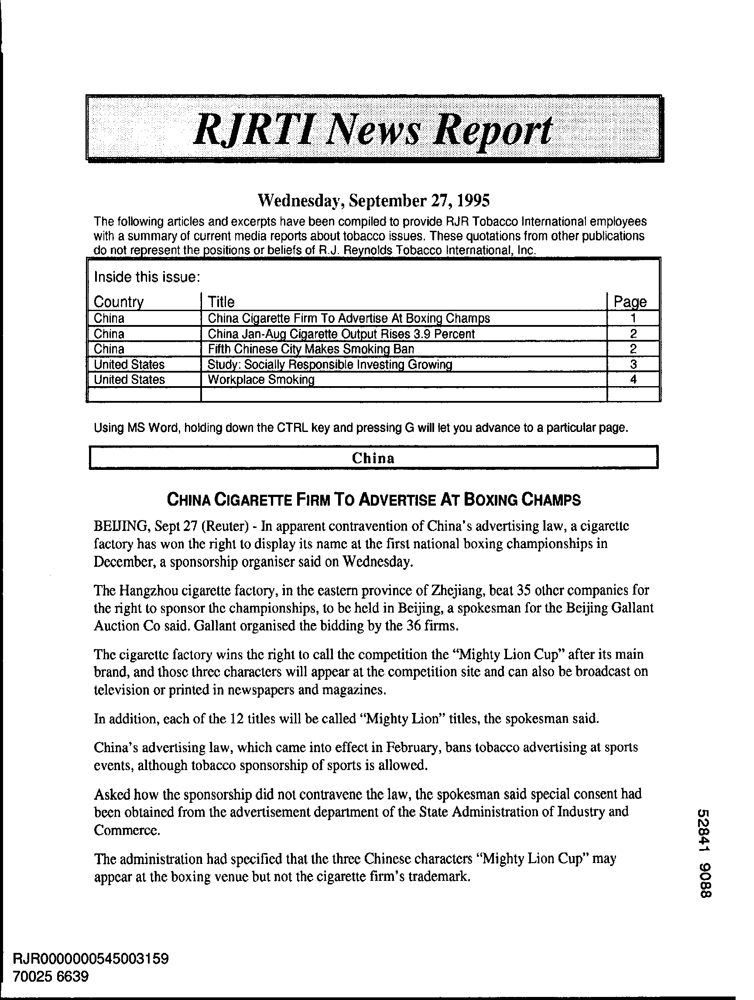 RJRTI News Report
Wednesday, September 27, 1995
The following articles and excerpts have been compiled to provide RJR Tobacco International employees
with a summary of current media reports about tobacco issues. These quotations from other publications
do not represent the positions or beliefs of R.J. Reynolds Tobacco International, Inc.
Inside this issue:
Country Title Page
China China Cigarette Firm To Advertise At Boxing Champs 1
China China Jan-Aug Cigarette Output Rises 3.9 Percent 2
China Fifth Chinese City Makes Smoking Ban 2
United States Study: Socially Responsible Investing Growing 3
United States Workplace Smoking 4
Using MS Word, holding down the CTRL key and pressing G will let you advance to a particular page.
China
CHINA CIGARETTE FIRM TO ADVERTISE AT BOXING CHAMPS
BEIJING, Sept 27 (Reuter) - In apparent contravention of China's advertising law, a cigarette
factory has won the right to display its name at the first national boxing championships in
December, a sponsorship organiser said on Wednesday.
The Hangzhou cigarette factory, in the eastern province of Zhejiang, beat 35 other companies for
the right to sponsor the championships, to be held in Beijing, a spokesman for the Beijing Gallant
Auction Co said. Gallant organised the bidding by the 36 firms.
The cigarette factory wins the right to call the competition the "Mighty Lion Cup" after its main
brand, and those three characters will appear at the competition site and can also be broadcast on
television or printed in newspapers and magazines.
In addition, each of the 12 titles will be called "Mighty Lion" titles, the spokesman said.
China's advertising law, which came into effect in February, bans tobacco advertising at sports
events, although tobacco sponsorship of sports is allowed.
Asked how the sponsorship did not contravene the law, the spokesman said special consent had
been obtained from the advertisement department of the State Administration of Industry and
Commerce.
The administration had specified that the three Chinese characters "Mighty Lion Cup" may
appear at the boxing venue but not the cigarette firm's trademark.
52841 9088
RJR0000000545003159
70025 6639